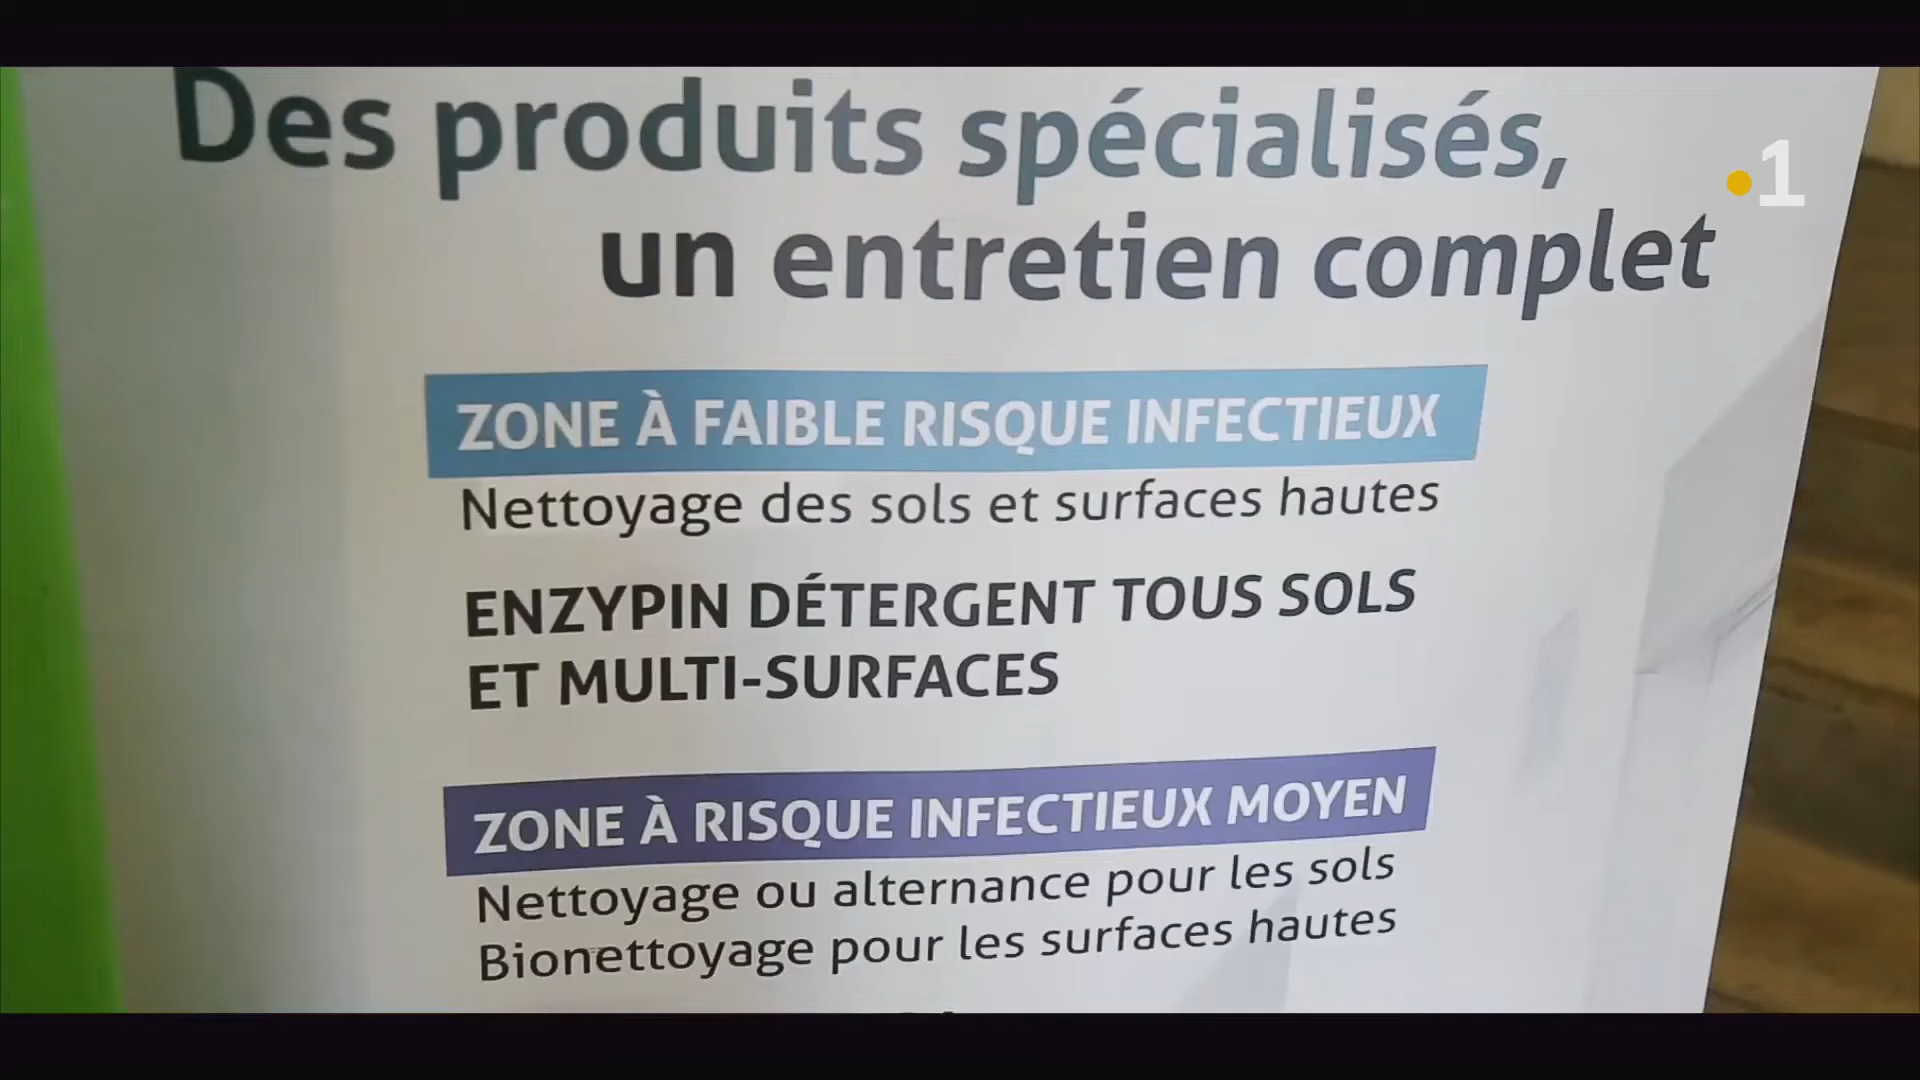 Des produits spécialisés,
un entretien complet
1
ZONE À FAIBLE RISQUE INFECTIEUX
Nettoyage des sols et surfaces hautes
ENZYPIN DÉTERGENT TOUS SOLS
ET MULTI-SURFACES
ZONE À RISQUE INFECTIEUX MOYEN
Nettoyage ou alternance pour les sols
Bionettoyage pour les surfaces hautes